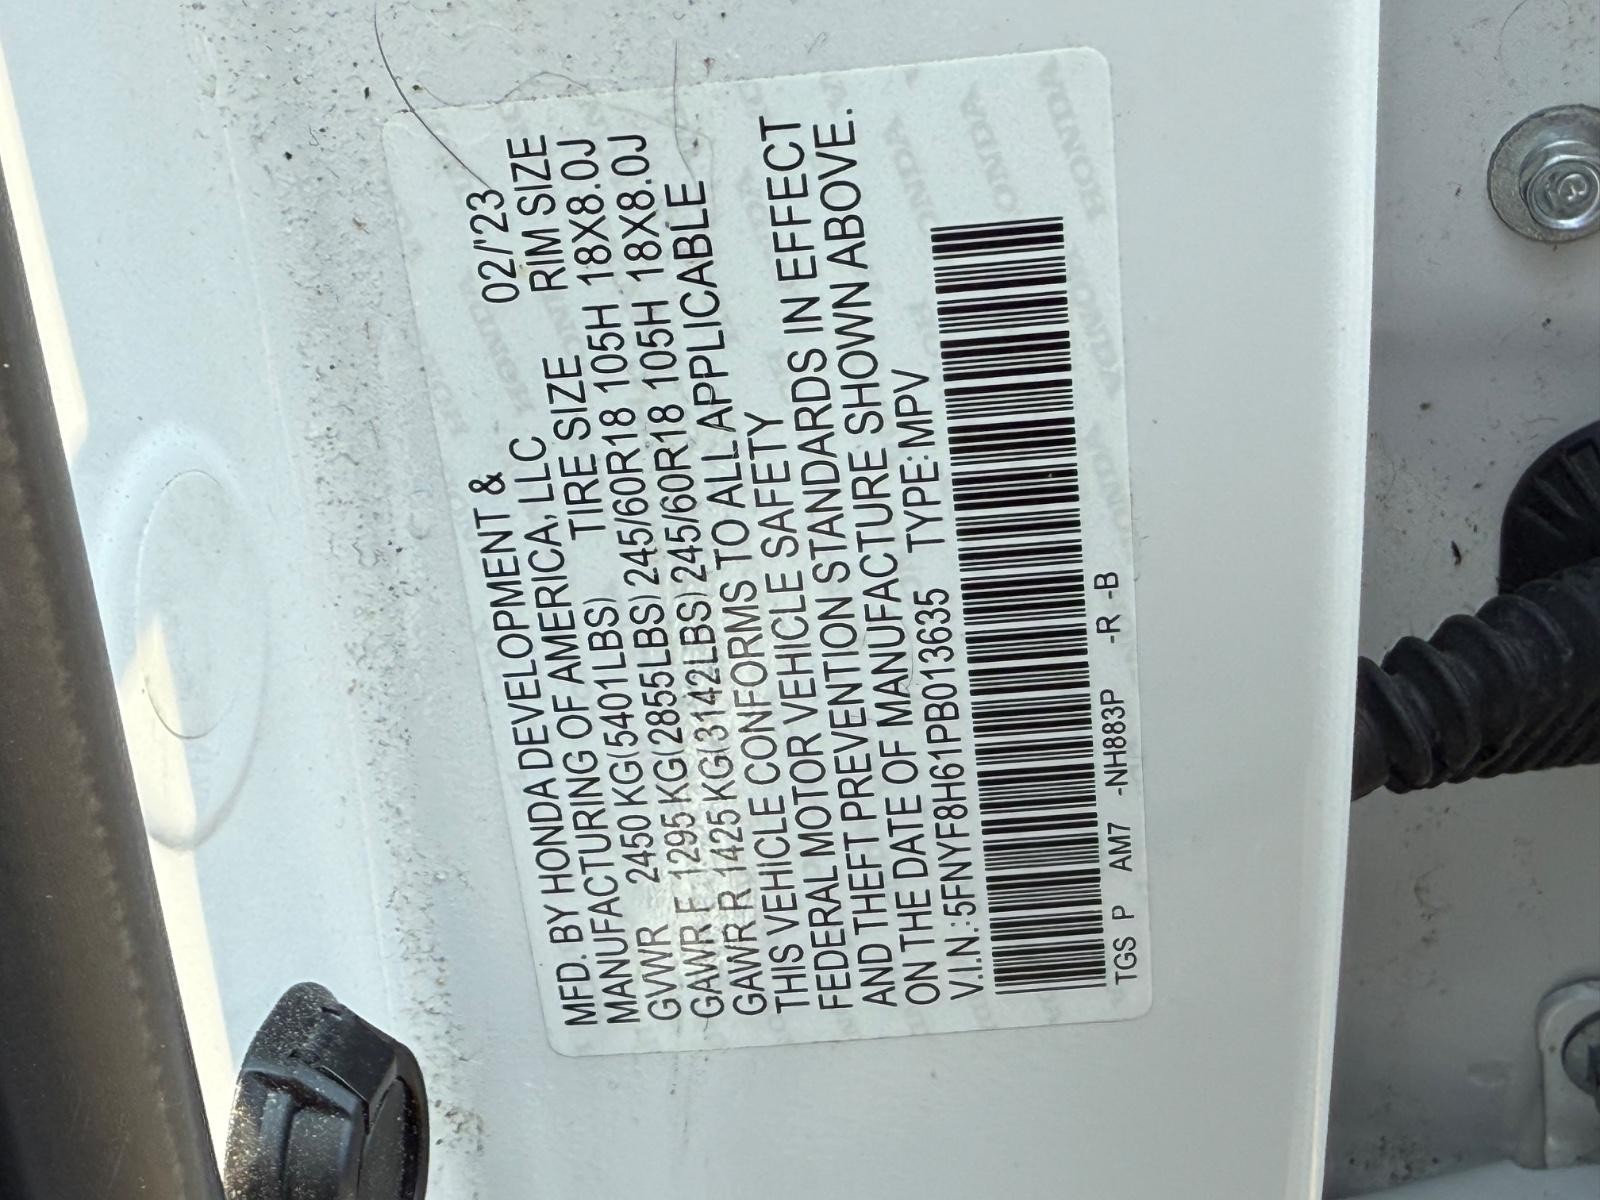 MFD. BY HONDA DEVELOPMENT & 02/'23
MANUFACTURING OF AMERICA, LLC RIM SIZE
GVWR 2450 KG(5401LBS) TIRE SIZE 18X8.0J
GAWR F 1295 KG(2855LBS) 245/60R18 105H 18X8.0J
GAWR R 1425 KG(3142LBS) 245/60R18 105H
THIS VEHICLE CONFORMS TO ALL APPLICABLE
FEDERAL MOTOR VEHICLE SAFETY
AND THEFT PREVENTION STANDARDS IN EFFECT
ON THE DATE OF MANUFACTURE SHOWN ABOVE.
V.I.N.:5FNYF8H61PB013635 TYPE:MPV
TGS P AM7 -NH883P -R -B